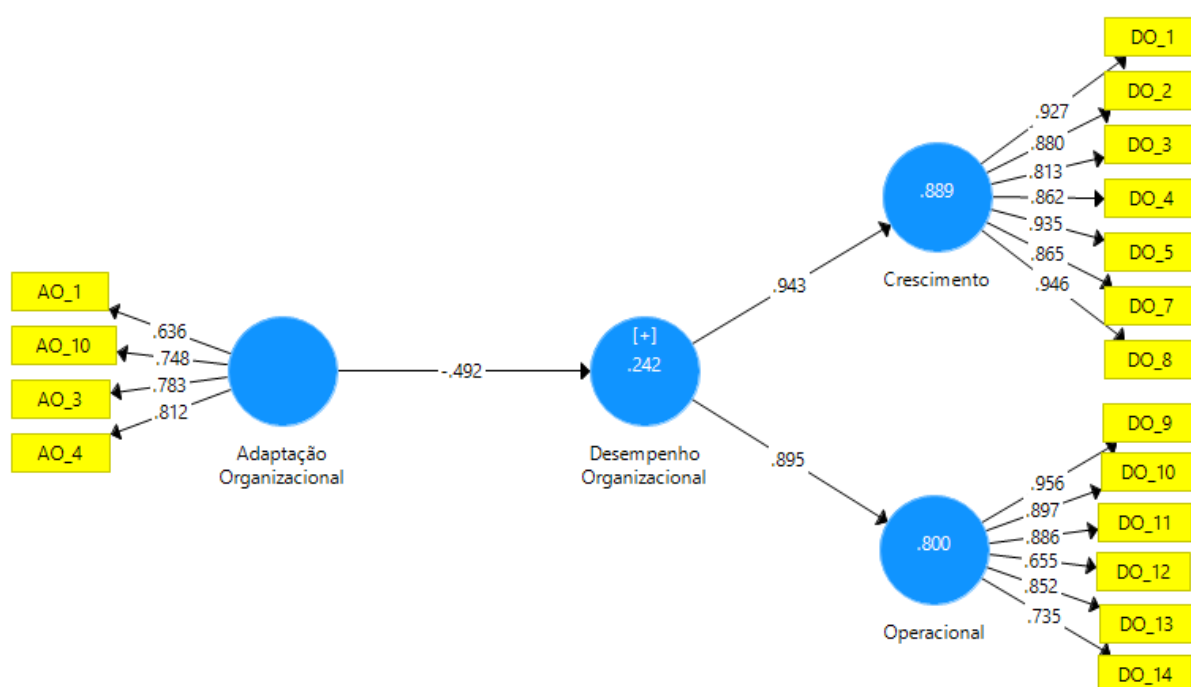 AO_1
AO_10
AO_3
AO_4
.636
.748
.783
.812
Adaptação
Organizacional
-.492
[+]
.242
Desempenho
Organizacional
.943
.895
.889
Crescimento
.927
.880
.813
.862
.935
.865
.946
DO_1
DO_2
DO_3
DO_4
DO_5
DO_7
DO_8
.800
Operacional
.956
.897
.886
.655
.852
.735
DO_9
DO_10
DO_11
DO_12
DO_13
DO_14